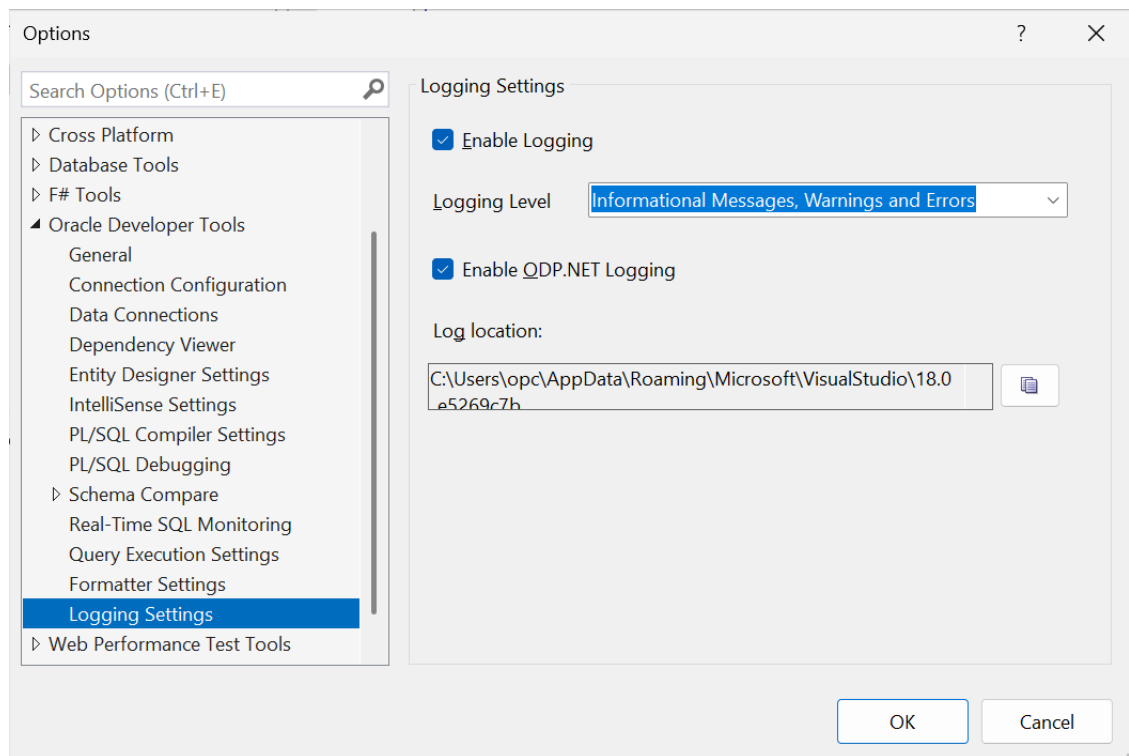 Options
?
Search Options (Ctrl+E)
Cross Platform
Database Tools
F# Tools
Oracle Developer Tools
General
Connection Configuration
Data Connections
Dependency Viewer
Entity Designer Settings
IntelliSense Settings
PL/SQL Compiler Settings
PL/SQL Debugging
Schema Compare
Real-Time SQL Monitoring
Query Execution Settings
Formatter Settings
Logging Settings
Web Performance Test Tools
Logging Settings
Enable Logging
Logging Level
Informational Messages, Warnings and Errors
Enable ODP.NET Logging
Log location:
C:\Users\opc\AppData\Roaming\Microsoft\VisualStudio\18.0
_e5269c7b
OK
Cancel